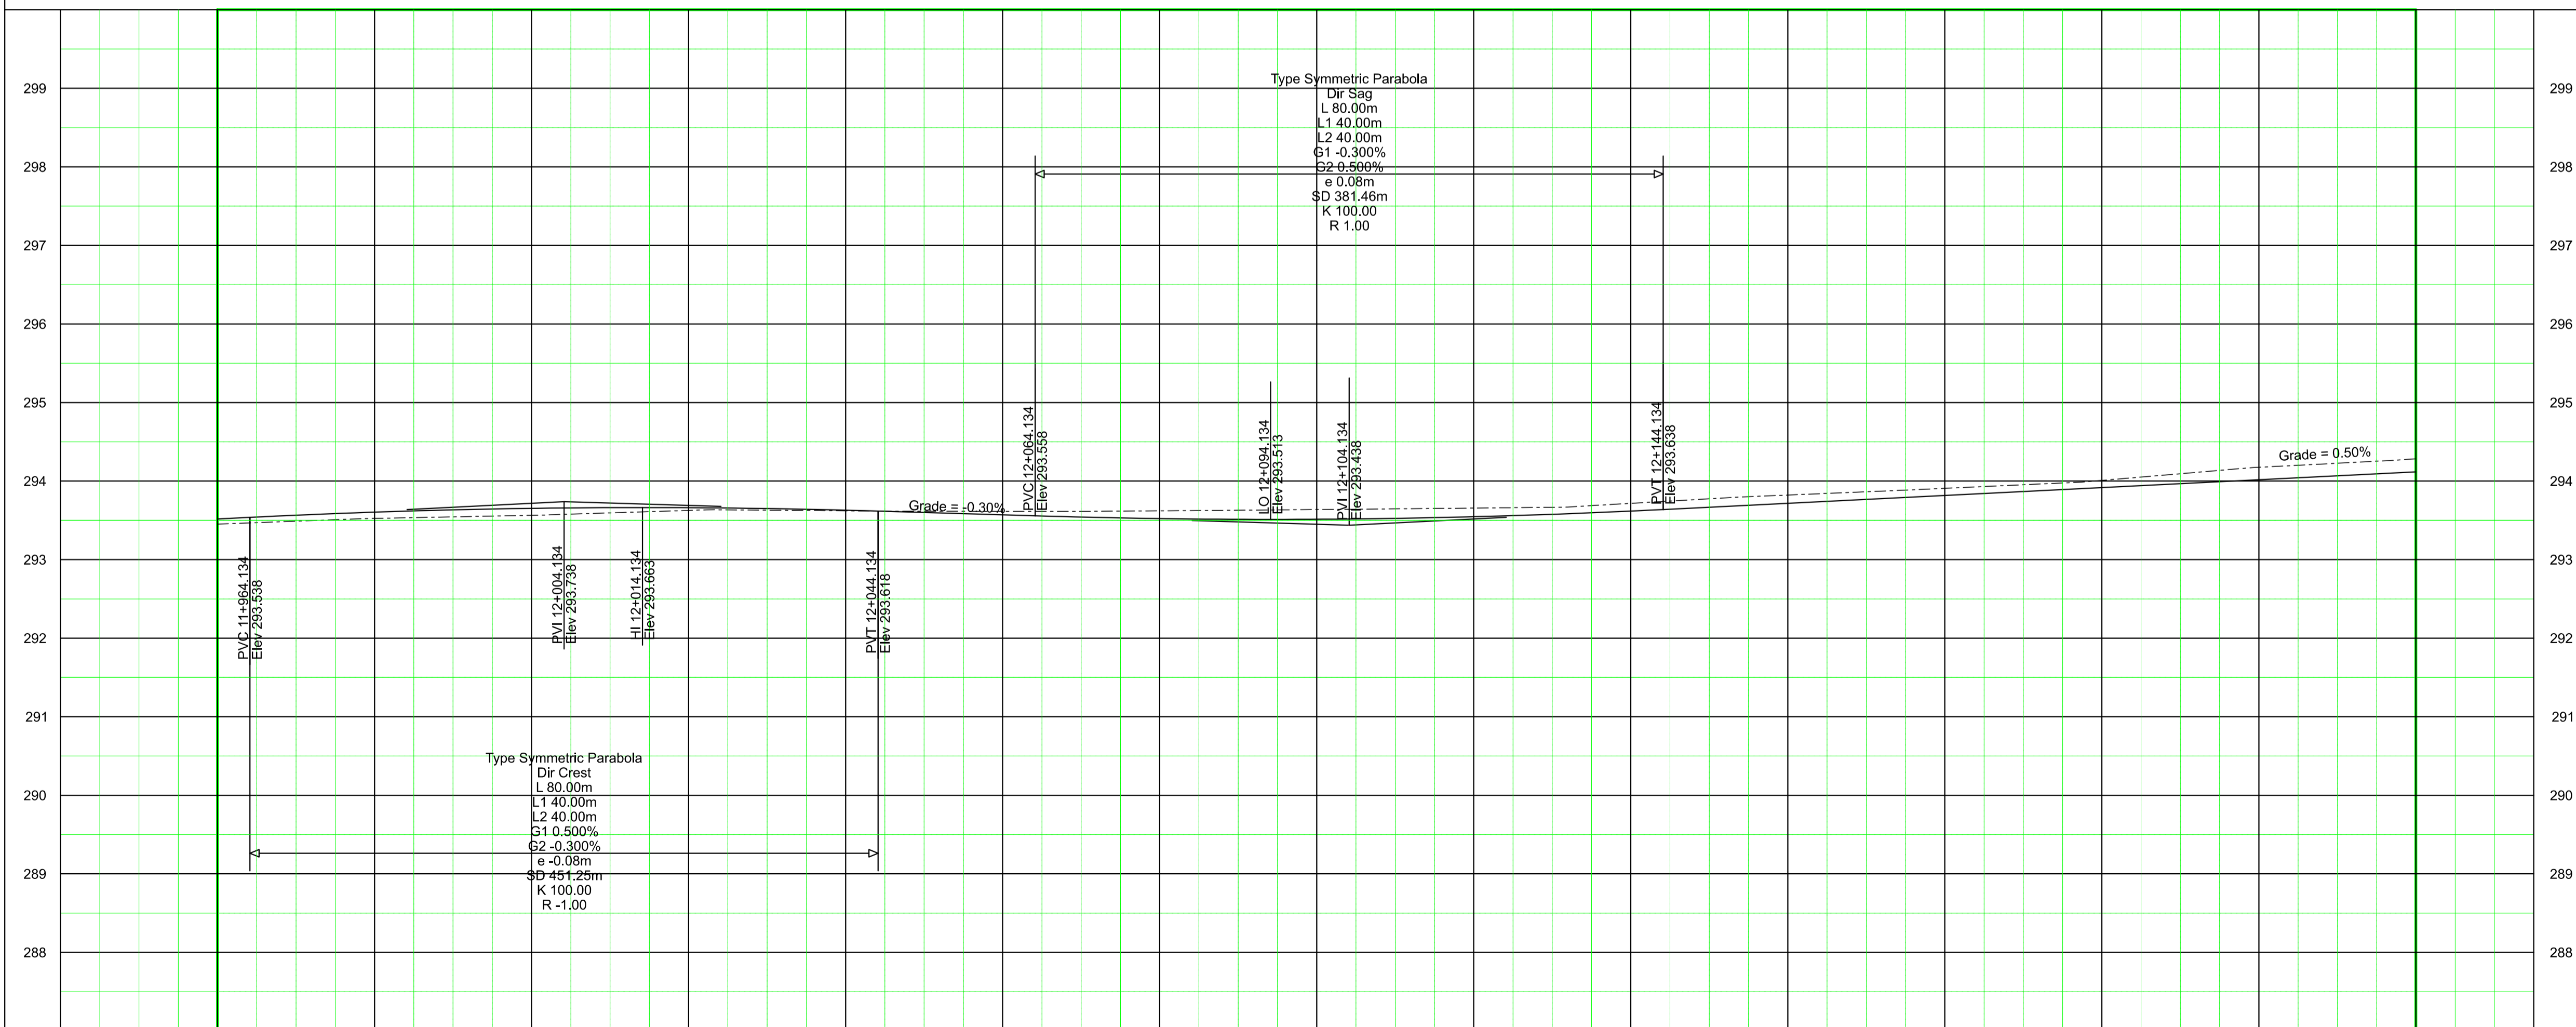 Type Symmetric Parabola
Dir Sag
L 80.00m
L1 40.00m
L2 40.00m
G1 -0.300%
G2 0.500%
e 0.08m
SD 381.46m
K 100.00
R 1.00
299
299
298
298
297
297
296
296
295
295
294
294
293
293
292
292
291
291
290
290
289
289
288
288
PVC 11+964.134
Elev 293.538
PVI 12+004.134
Elev 293.738
HI 12+014.134
Elev 293.663
PVT 12+044.134
Elev 293.618
Grade = -0.30%
PVC 12+064.134
Elev 293.558
LO 12+094.134
Elev 293.513
PVI 12+104.134
Elev 293.438
PVT 12+144.134
Elev 293.638
Grade = 0.50%
Type Symmetric Parabola
Dir Crest
L 80.00m
L1 40.00m
L2 40.00m
G1 0.500%
G2 -0.300%
e -0.08m
SD 451.25m
K 100.00
R -1.00